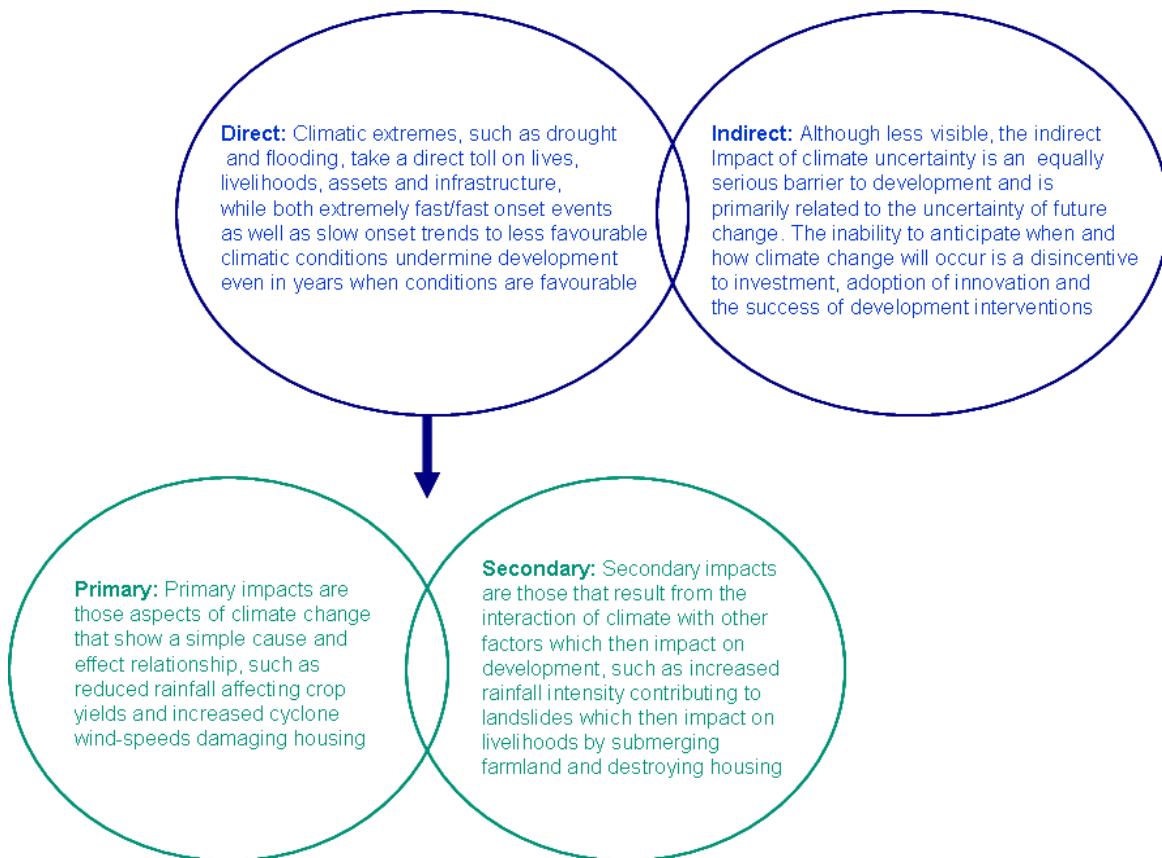 Direct: Climatic extremes, such as drought
and flooding, take a direct toll on lives,
livelihoods, assets and infrastructure,
while both extremely fast/fast onset events
as well as slow onset trends to less favourable
climatic conditions undermine development
even in years when conditions are favourable
Indirect: Although less visible, the indirect
Impact of climate uncertainty is an equally
serious barrier to development and is
primarily related to the uncertainty of future
change. The inability to anticipate when and
how climate change will occur is a disincentive
to investment, adoption of innovation and
the success of development interventions
Primary: Primary impacts are
those aspects of climate change
that show a simple cause and
effect relationship, such as
reduced rainfall affecting crop
yields and increased cyclone
wind-speeds damaging housing
Secondary: Secondary impacts
are those that result from the
interaction of climate with other
factors which then impact on
development, such as increased
rainfall intensity contributing to
landslides which then impact on
livelihoods by submerging
farmland and destroying housing